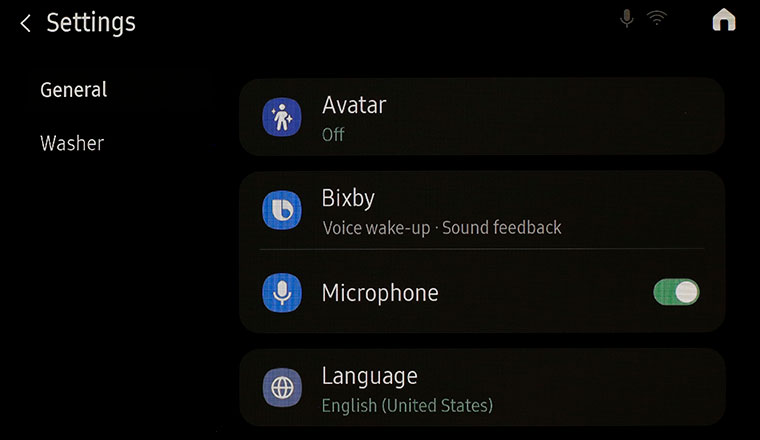 Settings
General
Washer
Avatar
Off
Bixby
Voice wake-up · Sound feedback
Microphone
Language
English (United States)